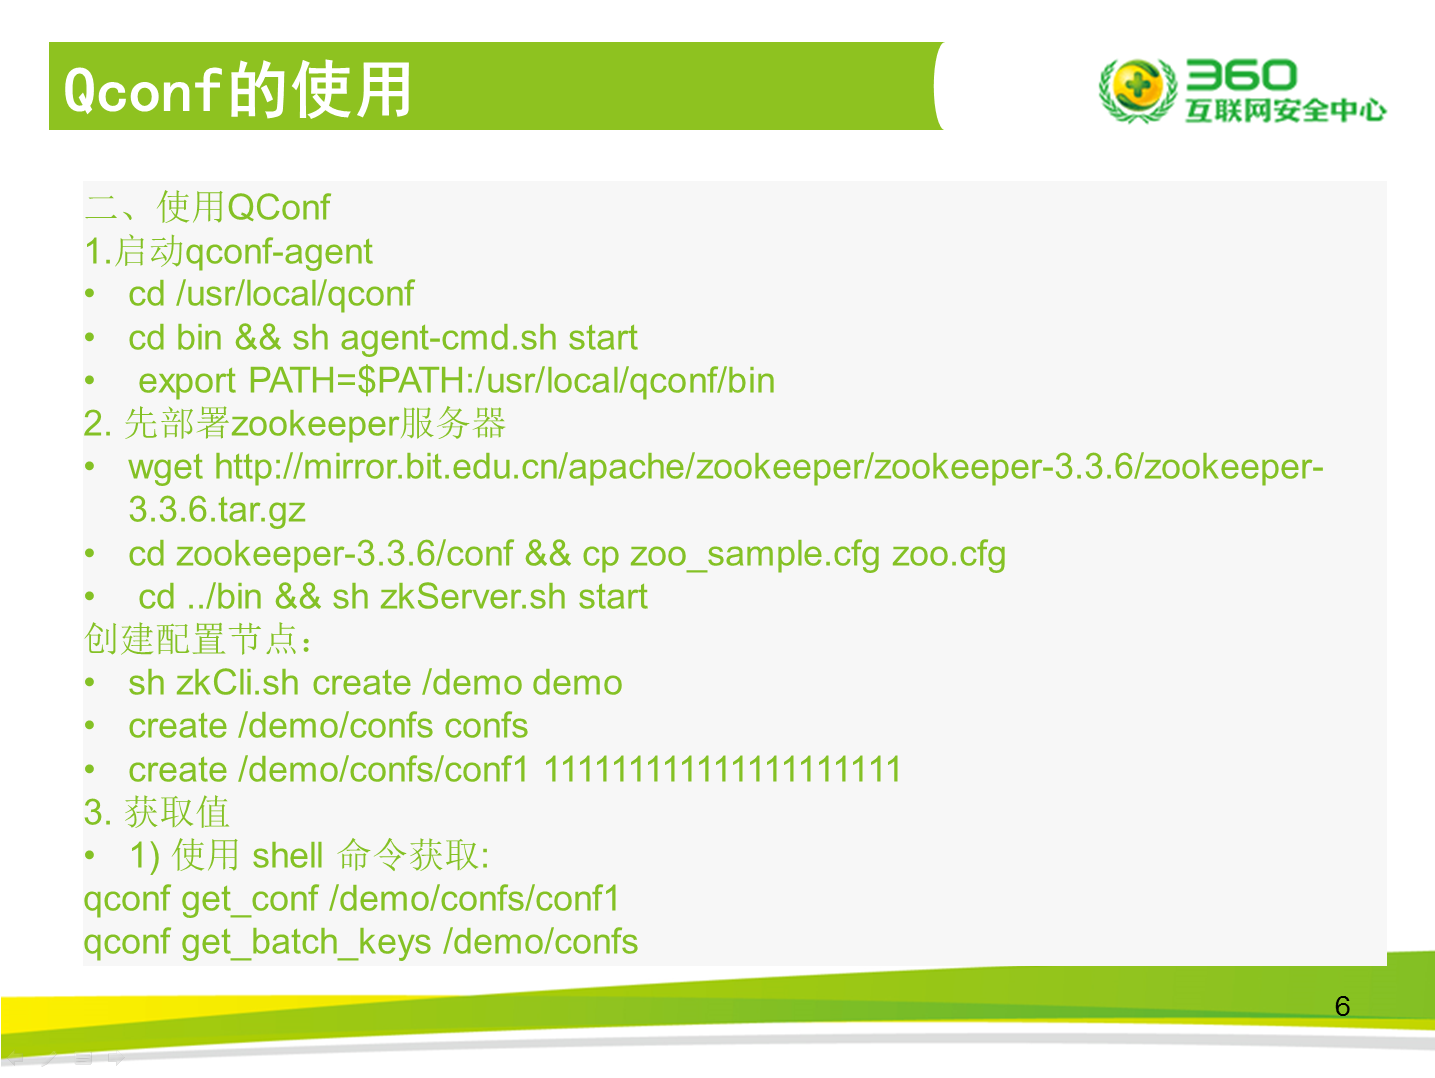 Qconf的使用
360
互联网安全中心
二、使用QConf
1.启动qconf-agent
• cd /usr/local/qconf
• cd bin && sh agent-cmd.sh start
• export PATH=$PATH:/usr/local/qconf/bin
2. 先部署zookeeper服务器
• wget http://mirror.bit.edu.cn/apache/zookeeper/zookeeper-3.3.6/zookeeper-
3.3.6.tar.gz
• cd zookeeper-3.3.6/conf && cp zoo_sample.cfg zoo.cfg
• cd ../bin && sh zkServer.sh start
创建配置节点：
• sh zkCli.sh create /demo demo
• create /demo/confs confs
• create /demo/confs/conf1 111111111111111111111
3. 获取值
• 1) 使用 shell 命令获取:
qconf get_conf /demo/confs/conf1
qconf get_batch_keys /demo/confs
6